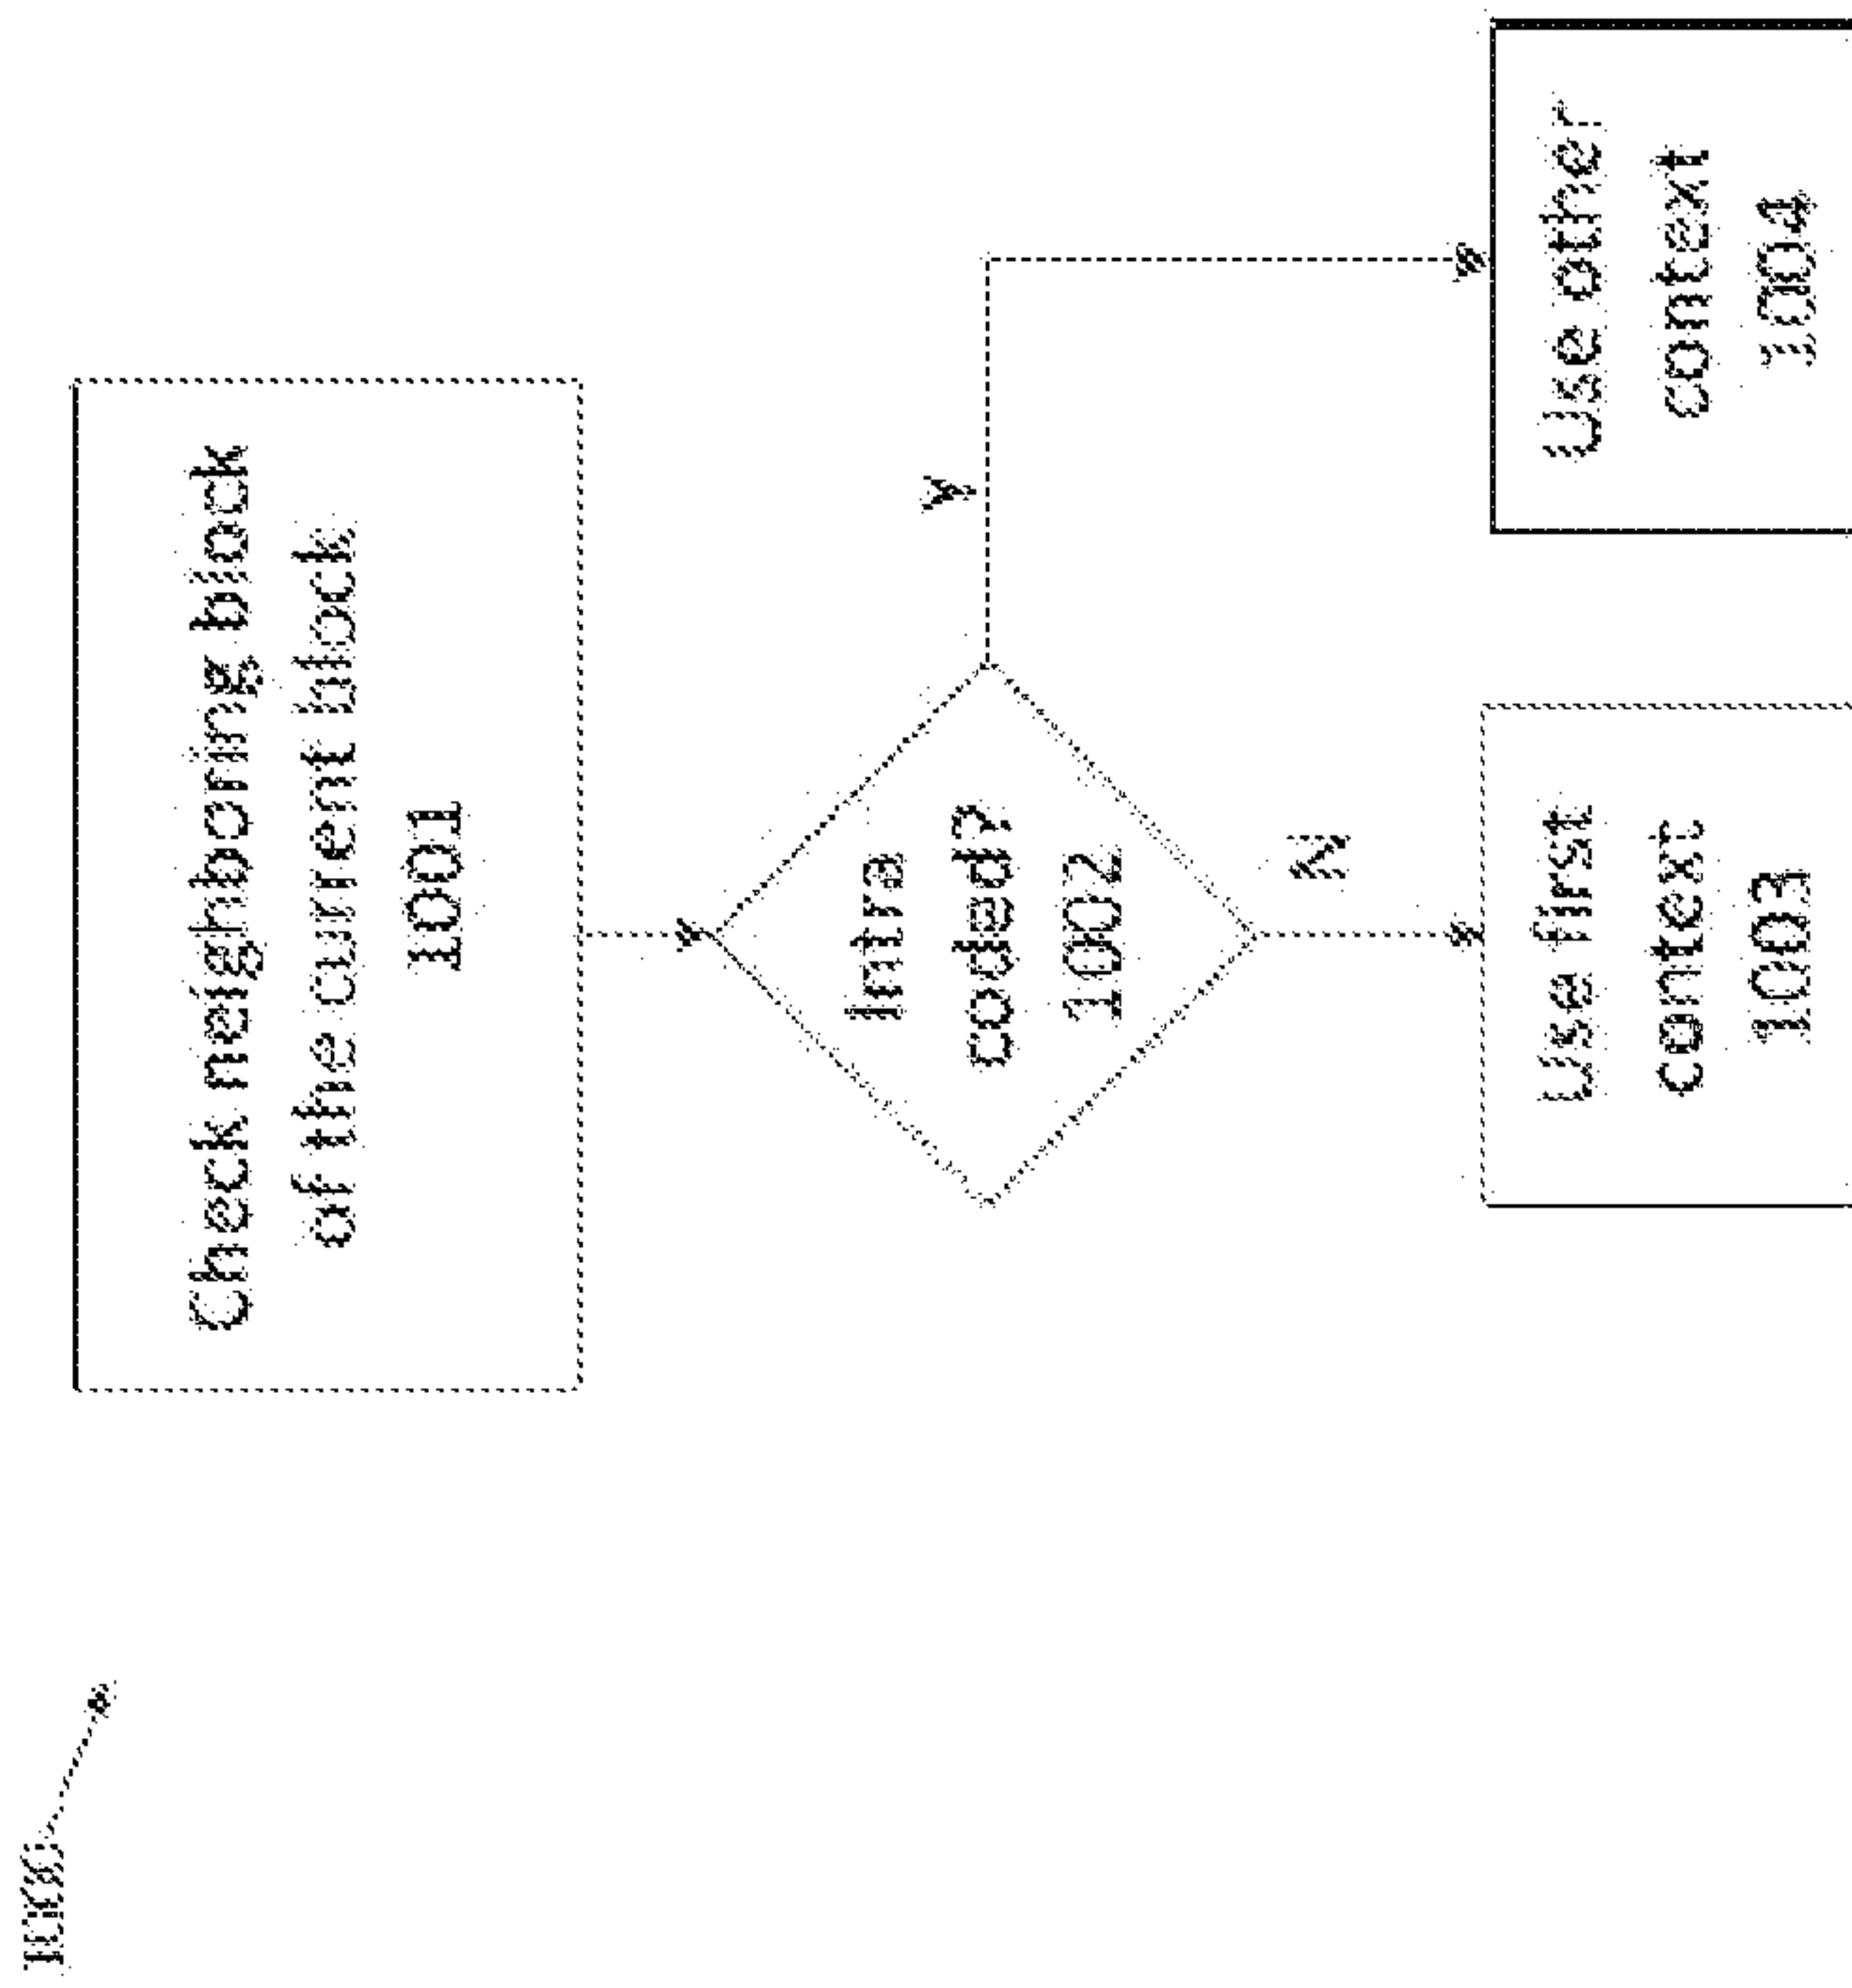 1000
Check neighboring block
of the current block
1001
Intra
coded?
1002
y
N
Use first
context
1003
Use other
context
1004